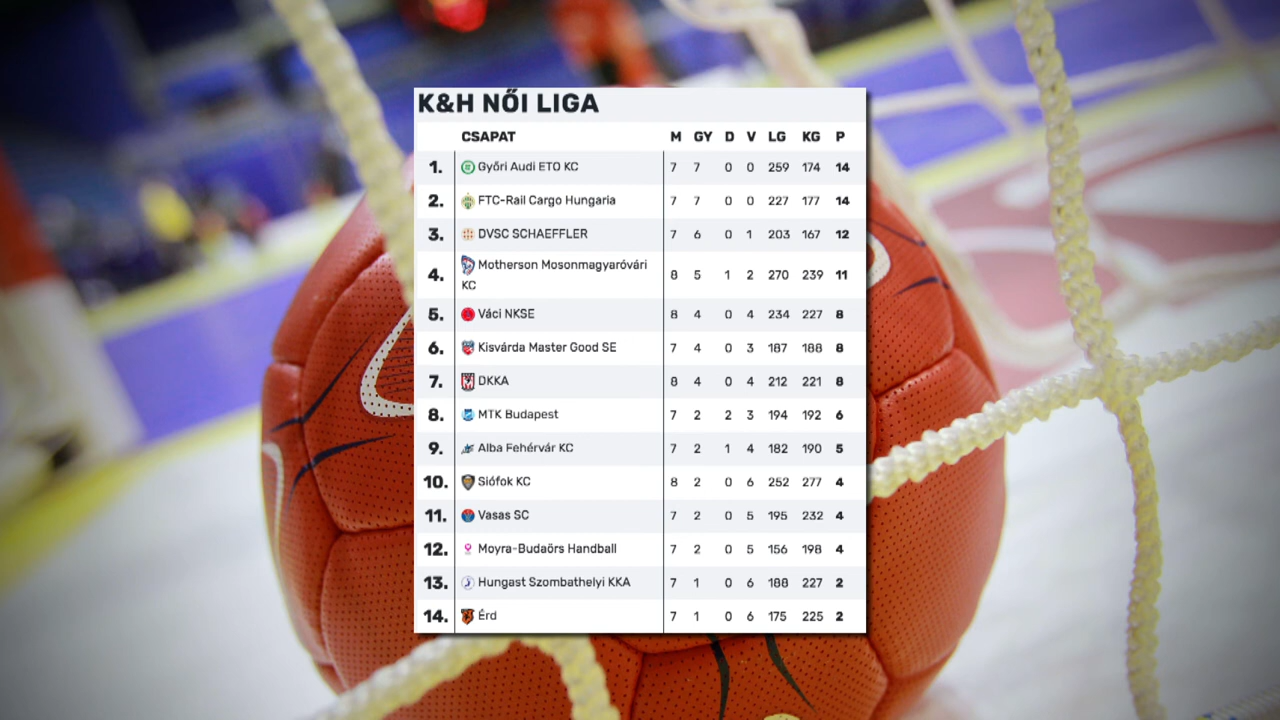 K&H NŐI LIGA
CSAPAT M GY D V LG KG P
1. Győri Audi ETO KC 7 7 0 0 259 174 14
2. FTC-Rail Cargo Hungaria 7 7 0 0 227 177 14
3. DVSC SCHAEFFLER 7 6 0 1 203 167 12
4. Motherson Mosonmagyaróvári KC 8 5 1 2 270 239 11
5. Váci NKSE 8 4 0 4 234 227 8
6. Kisvárda Master Good SE 7 4 0 3 187 188 8
7. DKKA 8 4 0 4 212 221 8
8. MTK Budapest 7 2 2 3 194 192 6
9. Alba Fehérvár KC 7 2 1 4 182 190 5
10. Siófok KC 8 2 0 6 252 277 4
11. Vasas SC 7 2 0 5 195 232 4
12. Moyra-Budaörs Handball 7 2 0 5 156 198 4
13. Hungast Szombathelyi KKA 7 1 0 6 188 227 2
14. Érd 7 1 0 6 175 225 2